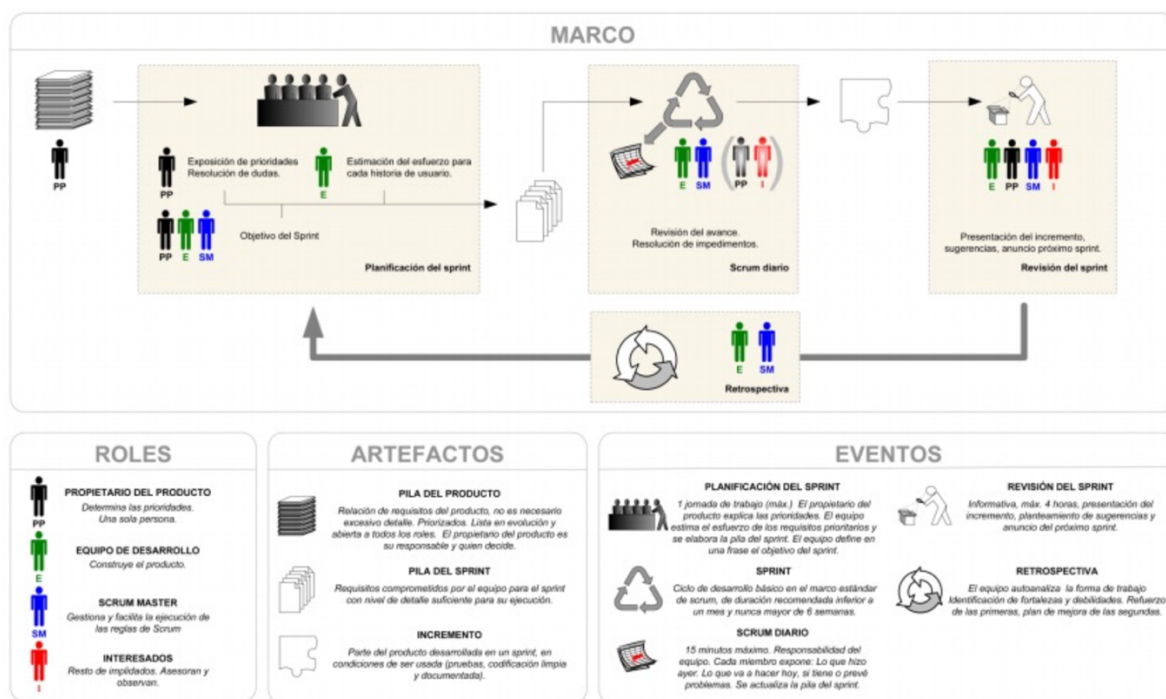 MARCO
PP
PP
Exposición de prioridades
Resolución de dudas.
E
Estimación del esfuerzo para
cada historia de usuario.
PP E SM
Objetivo del Sprint
Planificación del sprint
E SM PP I
Revisión del avance.
Resolución de impedimentos.
Scrum diario
E PP SM I
Presentación del incremento,
sugerencias, anuncio próximo sprint.
Revisión del sprint
E SM
Retrospectiva
ROLES
PP
PROPIETARIO DEL PRODUCTO
Determina las prioridades.
Una sola persona.
E
EQUIPO DE DESARROLLO
Construye el producto.
SM
SCRUM MASTER
Gestiona y facilita la ejecución de
las reglas de Scrum
I
INTERESADOS
Resto de implidados. Asesoran y
observan.
ARTEFACTOS
PILA DEL PRODUCTO
Relación de requisitos del producto, no es necesario
excesivo detalle. Priorizados. Lista en evolución y
abierta a todos los roles. El propietario del producto es
su responsable y quien decide.
PILA DEL SPRINT
Requisitos comprometidos por el equipo para el sprint
con nivel de detalle suficiente para su ejecución.
INCREMENTO
Parte del producto desarrollada en un sprint, en
condiciones de ser usada (pruebas, codificación limpia
y documentada).
EVENTOS
PLANIFICACIÓN DEL SPRINT
1 jornada de trabajo (máx.) El propietario del
producto explica las prioridades. El equipo
estima el esfuerzo de los requisitos prioritarios y
se elabora la pila del sprint. El equipo define en
una frase el objetivo del sprint.
SPRINT
Ciclo de desarrollo básico en el marco estándar
de scrum, de duración recomendada inferior a
un mes y nunca mayor de 6 semanas.
SCRUM DIARIO
15 minutos máximo. Responsabilidad del
equipo. Cada miembro expone: Lo que hizo
ayer. Lo que va a hacer hoy, si tiene o prevé
problemas. Se actualiza la pila del sprint.
REVISIÓN DEL SPRINT
Informativa, máx. 4 horas, presentación del
incremento, planteamiento de sugerencias y
anuncio del próximo sprint.
RETROSPECTIVA
El equipo autoanaliza la forma de trabajo
Identificación de fortalezas y debilidades. Refuerzo
de las primeras, plan de mejora de las segundas.